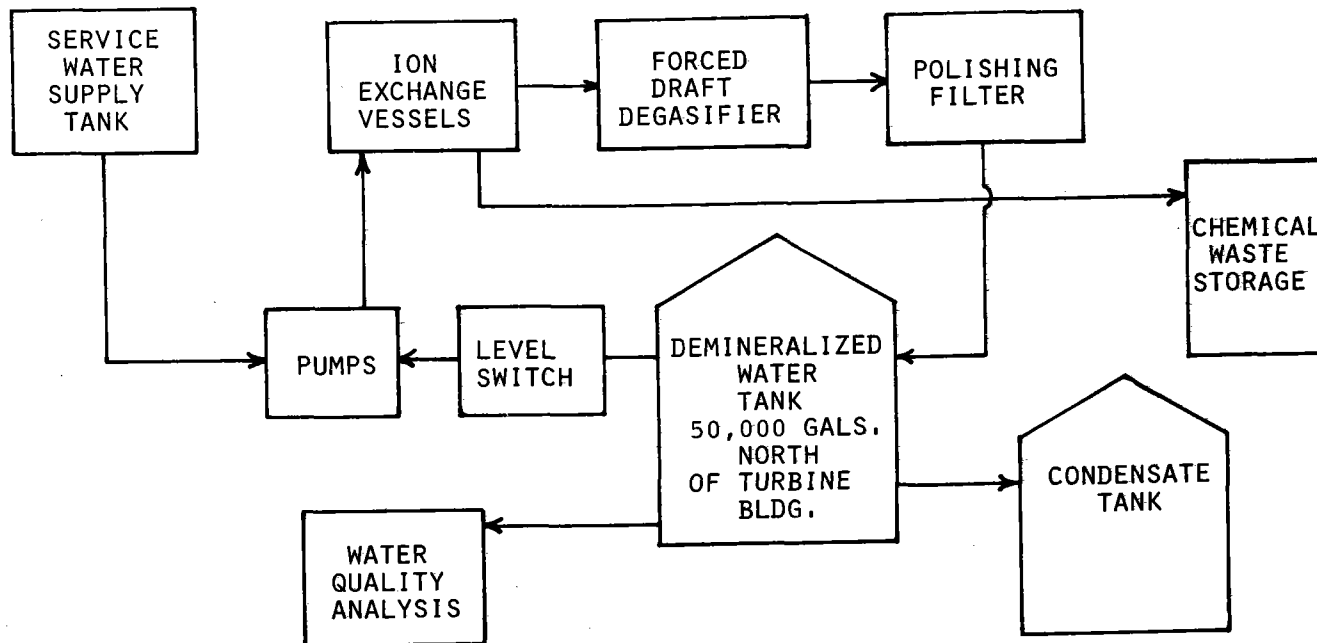 SERVICE
WATER
SUPPLY
TANK
ION
EXCHANGE
VESSELS
FORCED
DRAFT
DEGASIFIER
POLISHING
FILTER
CHEMICAL
WASTE
STORAGE
PUMPS
LEVEL
SWITCH
DEMINERALIZED
WATER
TANK
50,000 GALS.
NORTH
OF TURBINE
BLDG.
CONDENSATE
TANK
WATER
QUALITY
ANALYSIS